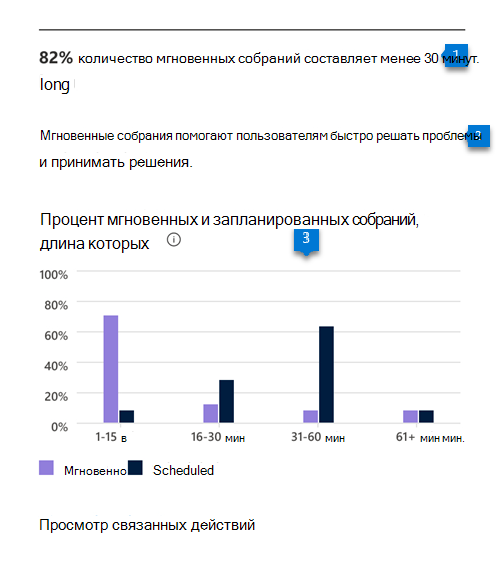 82% количество мгновенных собраний составляет менее 30 минут.
1
long
Мгновенные собрания помогают пользователям быстро решать проблемы
2
и принимать решения.
Процент мгновенных и запланированных собраний,
длина которых
3
100%
80%
60%
40%
20%
0%
1-15 в 16-30 мин 31-60 мин 61+ мин мин.
Мгновенно Scheduled
Просмотр связанных действий